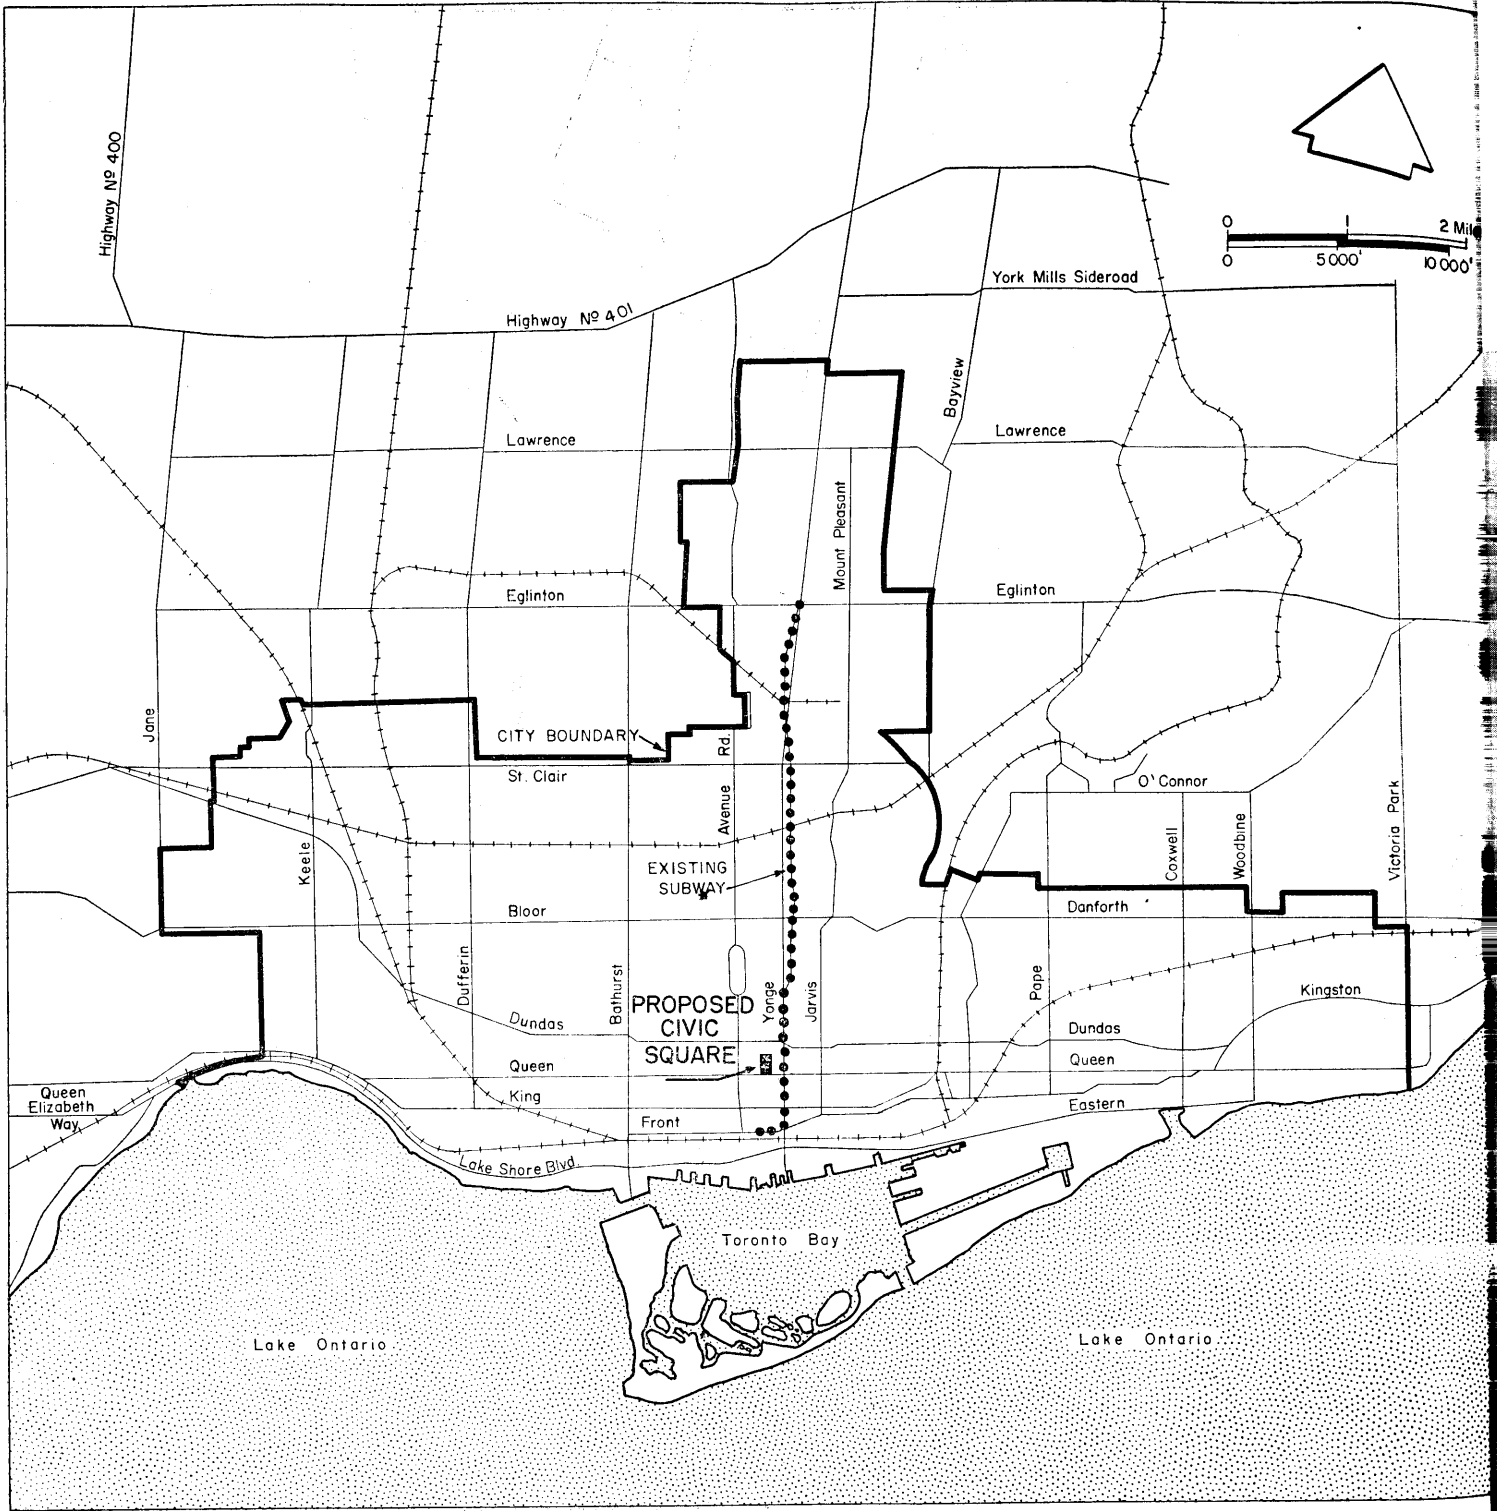 Highway Nº 400
0 1 2 Mil
0 5000' 10000'
York Mills Sideroad
Highway Nº 401
Bayview
Lawrence
Lawrence
Mount Pleasant
Eglinton
Eglinton
Jane
CITY BOUNDARY
Avenue Rd.
St. Clair
O'Connor
Keele
Coxwell
Woodbine
Victoria Park
EXISTING
SUBWAY
Bloor
Danforth
Dufferin
Bathurst
Yonge
Jarvis
Pape
Kingston
PROPOSED
CIVIC
SQUARE
Dundas
Dundas
Queen
Queen
King
Queen
Elizabeth
Way
Front
Eastern
Lake Shore Blvd.
Toronto Bay
Lake Ontario
Lake Ontario